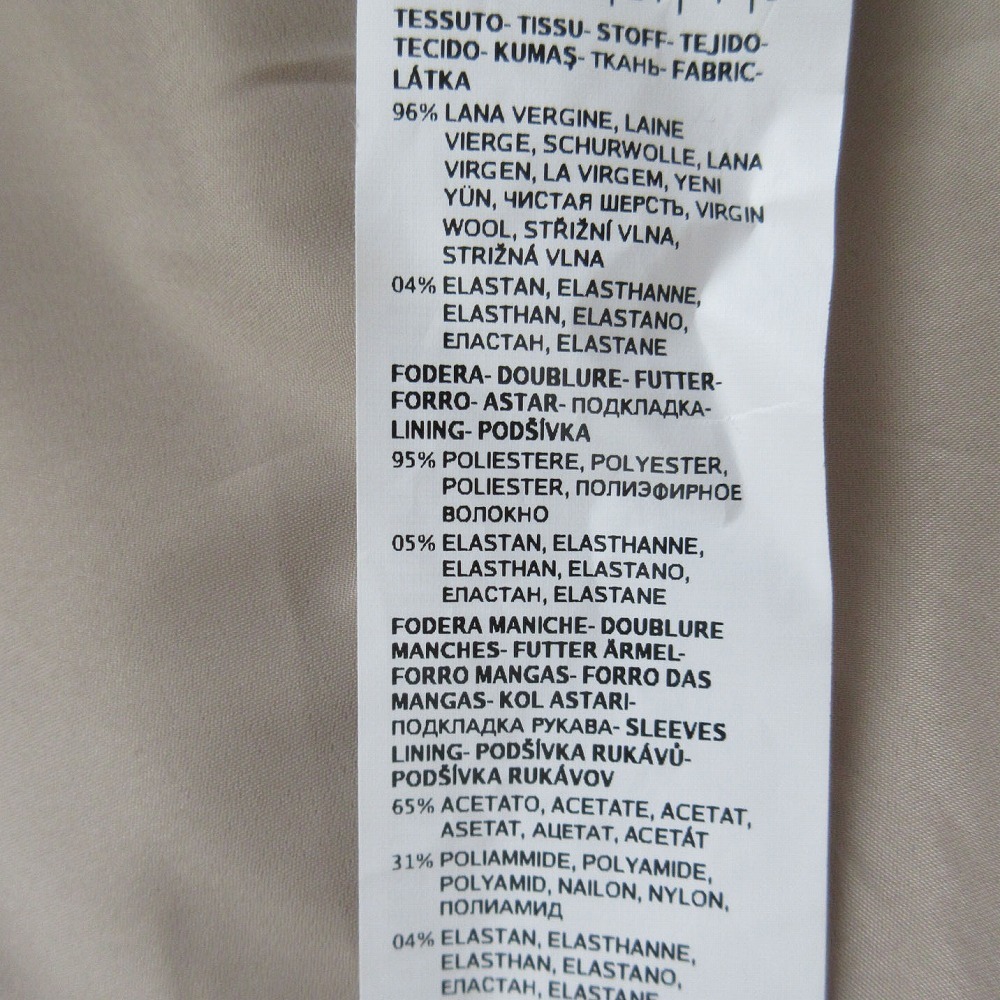 TESSUTO- TISSU- STOFF- TEJIDO-
TECIDO- KUMAŞ- ТКАНЬ- FABRIC-
LÁTKA
96% LANA VERGINE, LAINE
VIERGE, SCHURWOLLE, LANA
VIRGEN, LA VIRGEM, YENI
YÜN, ЧИСТАЯ ШЕРСТЬ, VIRGIN
WOOL, STŘIŽNÍ VLNA,
STRIŽNÁ VLNA
04% ELASTAN, ELASTHANNE,
ELASTHAN, ELASTANO,
ЕПАСТАН, ELASTANE
FODERA- DOUBLURE- FUTTER-
FORRO- ASTAR- ПОДКЛАДКА-
LINING- PODŠÍVKA
95% POLIESTERE, POLYESTER,
POLIESTER, ПОЛИЭФИРНОЕ
ВОЛОКНО
05% ELASTAN, ELASTHANNE,
ELASTHAN, ELASTANO,
ЕПАСТАН, ELASTANE
FODERA MANICHE- DOUBLURE
MANCHES- FUTTER ÄRMEL-
FORRO MANGAS- FORRO DAS
MANGAS- KOL ASTARI-
ПОДКЛАДКА РУКАВА- SLEEVES
LINING- PODŠÍVKA RUKÁVŮ-
PODŠÍVKA RUKÁVOV
65% ACETATO, ACETATE, ACETAT,
ASETAT, АЦЕТАТ, ACETÁT
31% POLIAMMIDE, POLYAMIDE,
POLYAMID, NAILON, NYLON,
ПОЛИАМИД
04% ELASTAN, ELASTHANNE,
ELASTHAN, ELASTANO,
ЕПАСТАН, ELASTANE